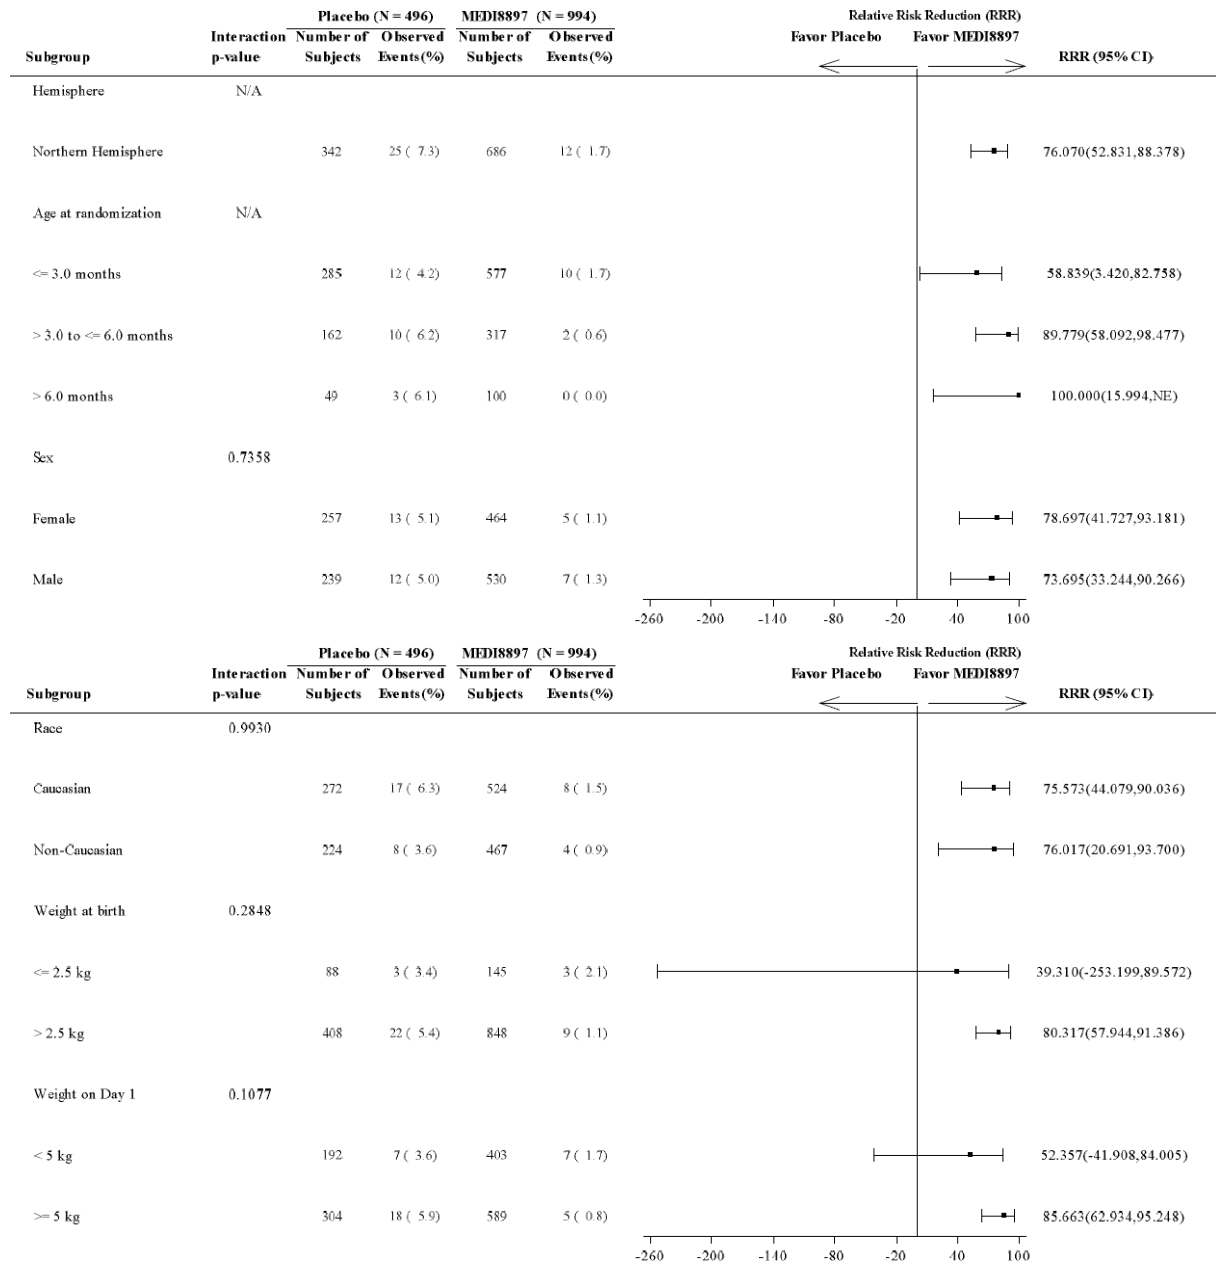 Placebo (N = 496) MEDI8897 (N = 994) Relative Risk Reduction (RRR)
Interaction Number of Observed Number of Observed Favor Placebo Favor MEDI8897
Subgroup p-value Subjects Events(%) Subjects Events(%) RRR (95% CI)
Hemisphere N/A
Northern Hemisphere 342 25 ( 7.3) 686 12 ( 1.7) 76.070(52.831,88.378)
Age at randomization N/A
<= 3.0 months 285 12 ( 4.2) 577 10 ( 1.7) 58.839(3.420,82.758)
> 3.0 to <= 6.0 months 162 10 ( 6.2) 317 2 ( 0.6) 89.779(58.092,98.477)
> 6.0 months 49 3 ( 6.1) 100 0 ( 0.0) 100.000(15.994,NE)
Sex 0.7358
Female 257 13 ( 5.1) 464 5 ( 1.1) 78.697(41.727,93.181)
Male 239 12 ( 5.0) 530 7 ( 1.3) 73.695(33.244,90.266)
-260 -200 -140 -80 -20 40 100
Placebo (N = 496) MEDI8897 (N = 994) Relative Risk Reduction (RRR)
Interaction Number of Observed Number of Observed Favor Placebo Favor MEDI8897
Subgroup p-value Subjects Events(%) Subjects Events(%) RRR (95% CI)
Race 0.9930
Caucasian 272 17 ( 6.3) 524 8 ( 1.5) 75.573(44.079,90.036)
Non-Caucasian 224 8 ( 3.6) 467 4 ( 0.9) 76.017(20.691,93.700)
Weight at birth 0.2848
<= 2.5 kg 88 3 ( 3.4) 145 3 ( 2.1) 39.310(-253.199,89.572)
> 2.5 kg 408 22 ( 5.4) 848 9 ( 1.1) 80.317(57.944,91.386)
Weight on Day 1 0.1077
< 5 kg 192 7 ( 3.6) 403 7 ( 1.7) 52.357(-41.908,84.005)
>= 5 kg 304 18 ( 5.9) 589 5 ( 0.8) 85.663(62.934,95.248)
-260 -200 -140 -80 -20 40 100